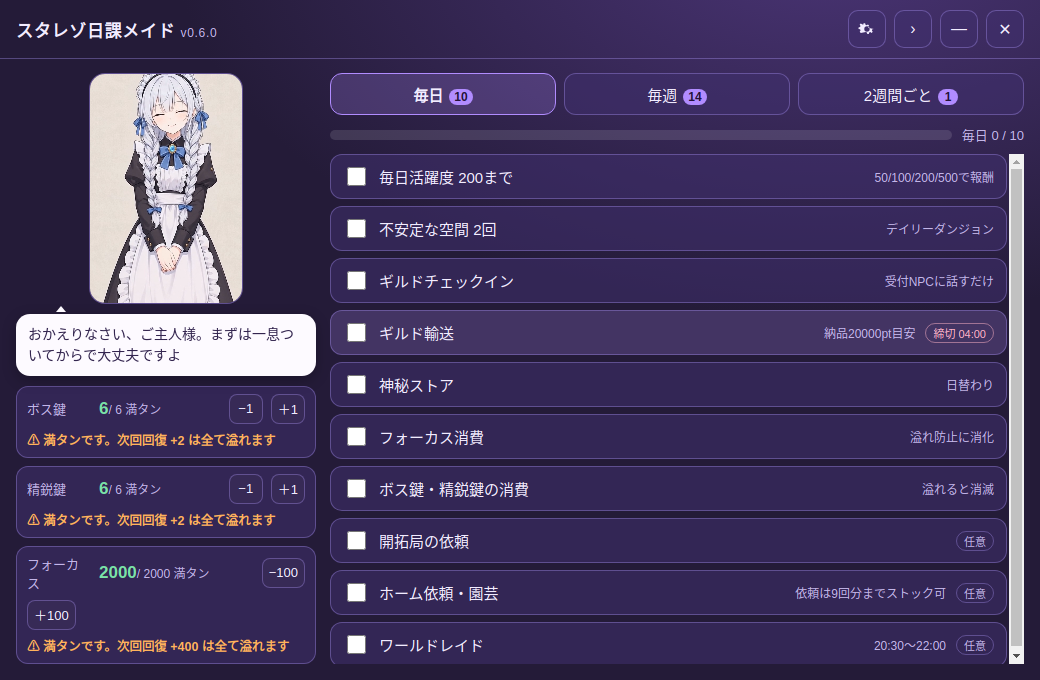 スタレゾ日課メイド v0.6.0
›
—
✕
おかえりなさい、ご主人様。まずは一息つ
いてからで大丈夫ですよ
ボス鍵 6/ 6 満タン −1 ＋1
⚠ 満タンです。次回回復 +2 は全て溢れます
精鋭鍵 6/ 6 満タン −1 ＋1
⚠ 満タンです。次回回復 +2 は全て溢れます
フォーカ
ス 2000/ 2000 満タン −100
＋100
⚠ 満タンです。次回回復 +400 は全て溢れます
毎日 10
毎週 14
2週間ごと 1
毎日 0 / 10
毎日活躍度 200まで 50/100/200/500で報酬
不安定な空間 2回 デイリーダンジョン
ギルドチェックイン 受付NPCに話すだけ
ギルド輸送 納品20000pt目安 締切 04:00
神秘ストア 日替わり
フォーカス消費 溢れ防止に消化
ボス鍵・精鋭鍵の消費 溢れると消滅
開拓局の依頼 任意
ホーム依頼・園芸 依頼は9回分までストック可 任意
ワールドレイド 20:30〜22:00 任意